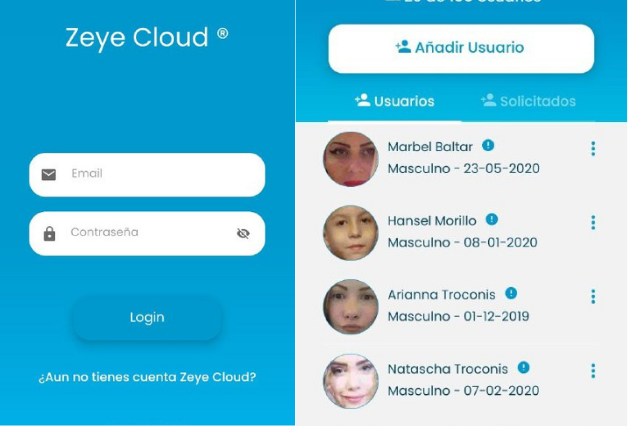 Zeye Cloud ®
Email
Contraseña
Login
¿Aun no tienes cuenta Zeye Cloud?
Añadir Usuario
Usuarios
Solicitados
Marbel Baltar
Masculno - 23-05-2020
Hansel Morillo
Masculno - 08-01-2020
Arianna Troconis
Masculno - 01-12-2019
Natascha Troconis
Masculno - 07-02-2020